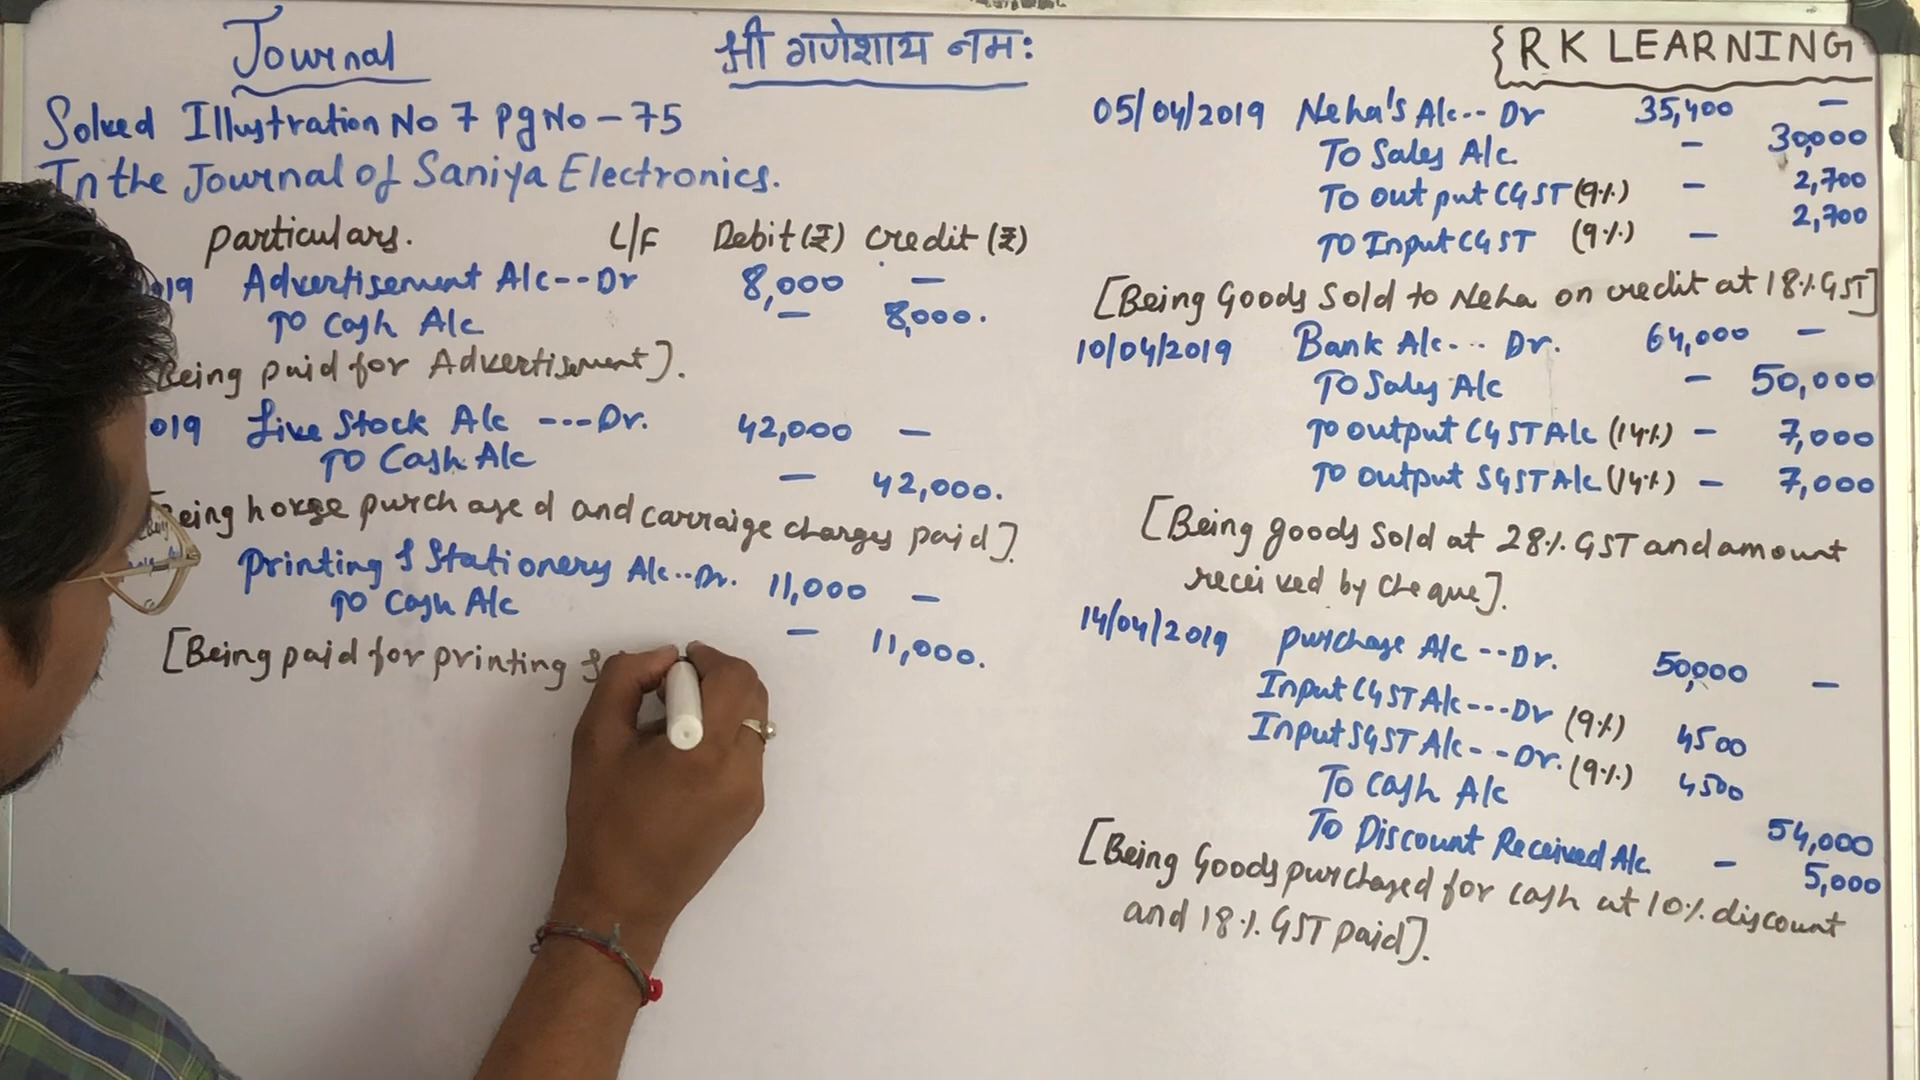 Journal
श्री गणेशाय नमः
{RK LEARNING
Solved Illustration No 7 pg No - 75
In the Journal of Saniya Electronics.
particulars. L/F Debit (₹) credit (₹)
019 Advertisement A/c -- Dr 8,000 —
To Cash A/c — 8,000.
Being paid for Advertisment].
019 Live Stock A/c --- Dr. 42,000 —
To Cash A/c — 42,000.
Being horse purchased and carraige charges paid].
printing & Stationery A/c .. Dr. 11,000 —
To Cash A/c — 11,000.
[Being paid for printing &
05/04/2019 Neha's A/c -- Dr 35,400 —
To Sales A/c — 30,000
To output CGST (9%) — 2,700
To Input CGST (9%) — 2,700
[Being Goods Sold to Neha on credit at 18% GST]
10/04/2019 Bank A/c - .. Dr. 64,000 —
To Sales A/c — 50,000
To output CGST A/c (14%) — 7,000
To output SGST A/c (14%) — 7,000
[Being goods Sold at 28% GST and amount
received by cheque].
14/04/2019 purchase A/c -- Dr. 50,000 —
Input CGST A/c --- Dr (9%) 4500
Input SGST A/c -- Dr. (9%) 4500
To Cash A/c 54,000
To Discount Received A/c. — 5,000
[Being Goods purchased for cash at 10% discount
and 18% GST paid].